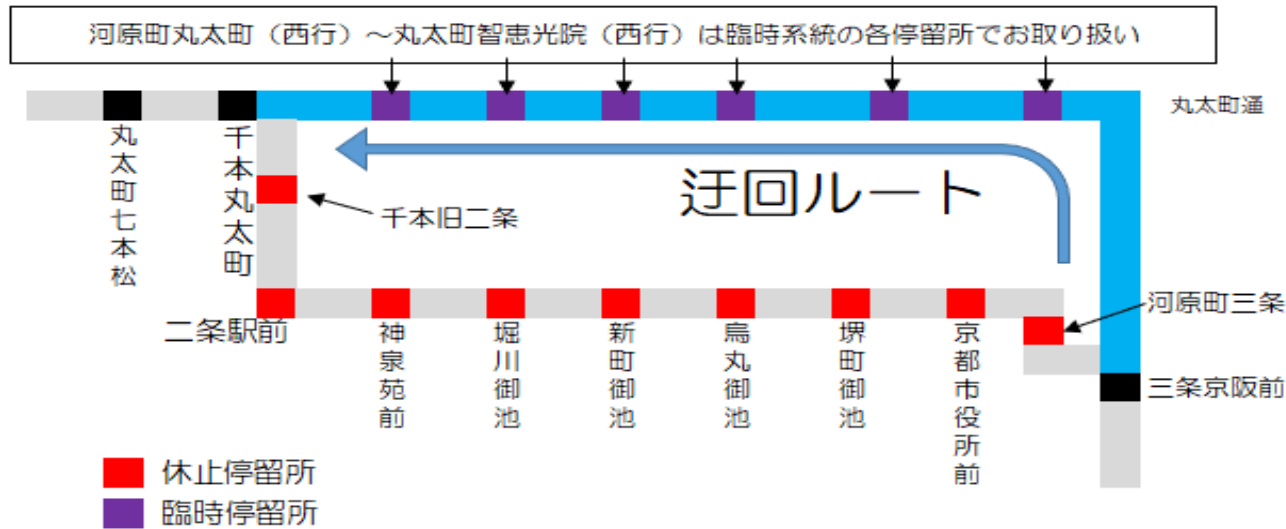 河原町丸太町（西行）～丸太町智恵光院（西行）は臨時系統の各停留所でお取り扱い
丸太町通
丸太町七本松
千本丸太町
千本旧二条
迂回ルート
河原町三条
二条駅前
神泉苑前
堀川御池
新町御池
烏丸御池
堺町御池
京都市役所前
三条京阪前
休止停留所
臨時停留所